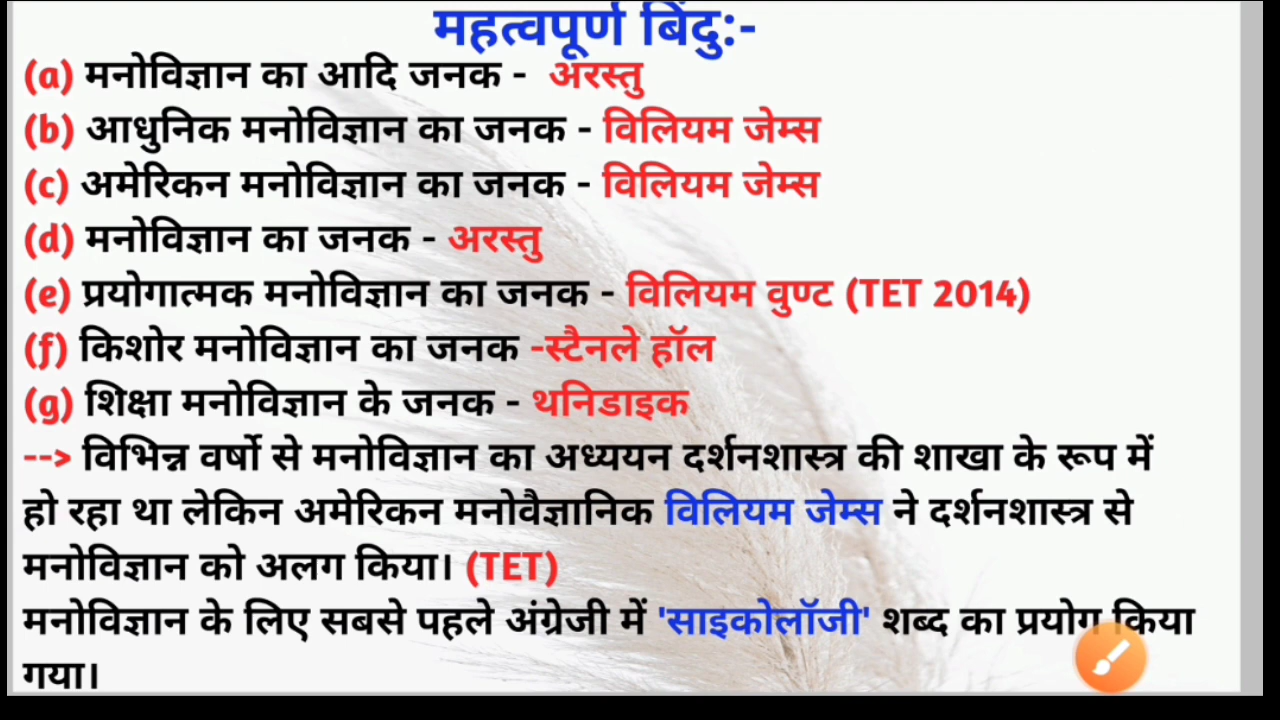 महत्वपूर्ण बिंदु:-
(a) मनोविज्ञान का आदि जनक - अरस्तु
(b) आधुनिक मनोविज्ञान का जनक - विलियम जेम्स
(c) अमेरिकन मनोविज्ञान का जनक - विलियम जेम्स
(d) मनोविज्ञान का जनक - अरस्तु
(e) प्रयोगात्मक मनोविज्ञान का जनक - विलियम वुण्ट (TET 2014)
(f) किशोर मनोविज्ञान का जनक -स्टैनले हॉल
(g) शिक्षा मनोविज्ञान के जनक - थनिडाइक
--> विभिन्न वर्षो से मनोविज्ञान का अध्ययन दर्शनशास्त्र की शाखा के रूप में
हो रहा था लेकिन अमेरिकन मनोवैज्ञानिक विलियम जेम्स ने दर्शनशास्त्र से
मनोविज्ञान को अलग किया। (TET)
मनोविज्ञान के लिए सबसे पहले अंग्रेजी में 'साइकोलॉजी' शब्द का प्रयोग किया
गया।